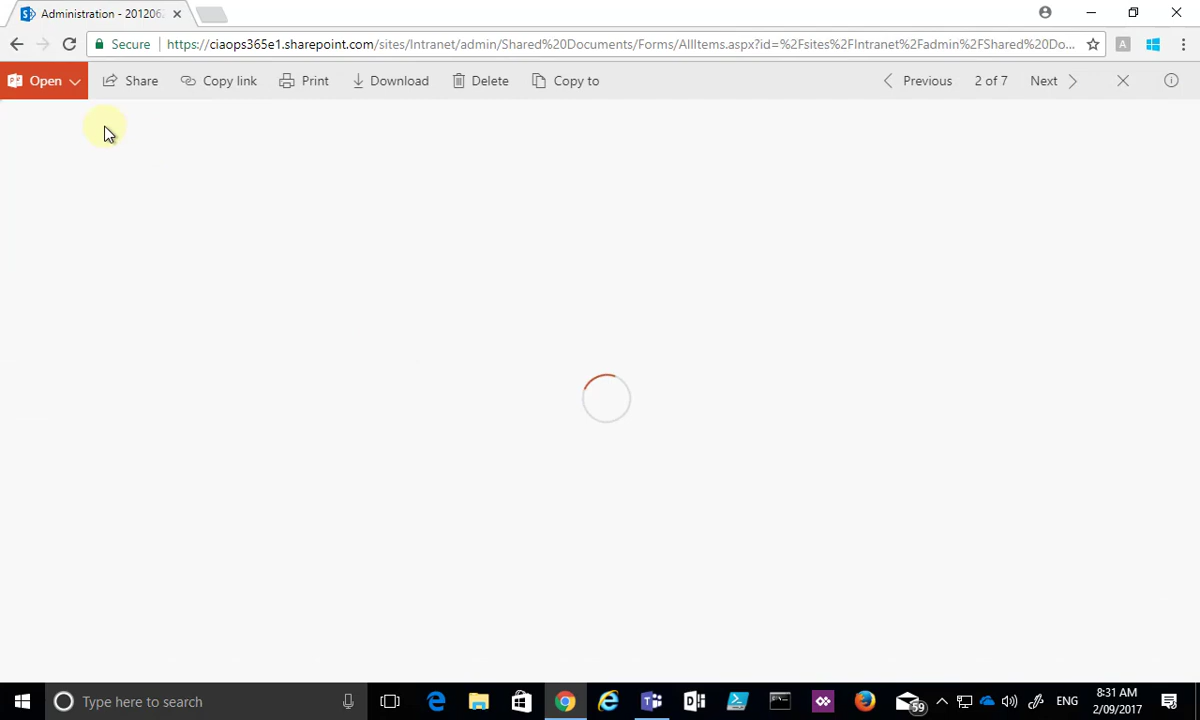 Administration - 201206
Secure
https://ciaops365e1.sharepoint.com/sites/Intranet/admin/Shared%20Documents/Forms/AllItems.aspx?id=%2Fsites%2FIntranet%2Fadmin%2FShared%20Do...
A
Open
Share
Copy link
Print
Download
Delete
Copy to
Previous
2 of 7
Next
Type here to search
59
ENG
8:31 AM
2/09/2017